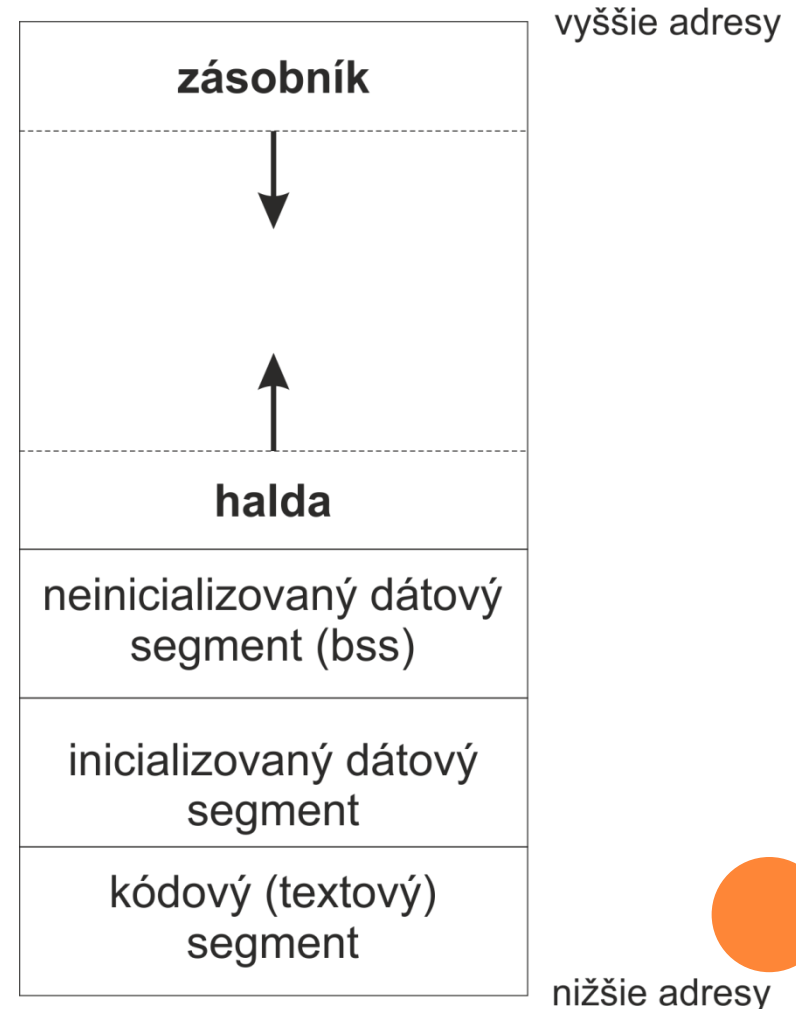 vyššie adresy
zásobník
halda
neinicializovaný dátový
segment (bss)
inicializovaný dátový
segment
kódový (textový)
segment
nižšie adresy